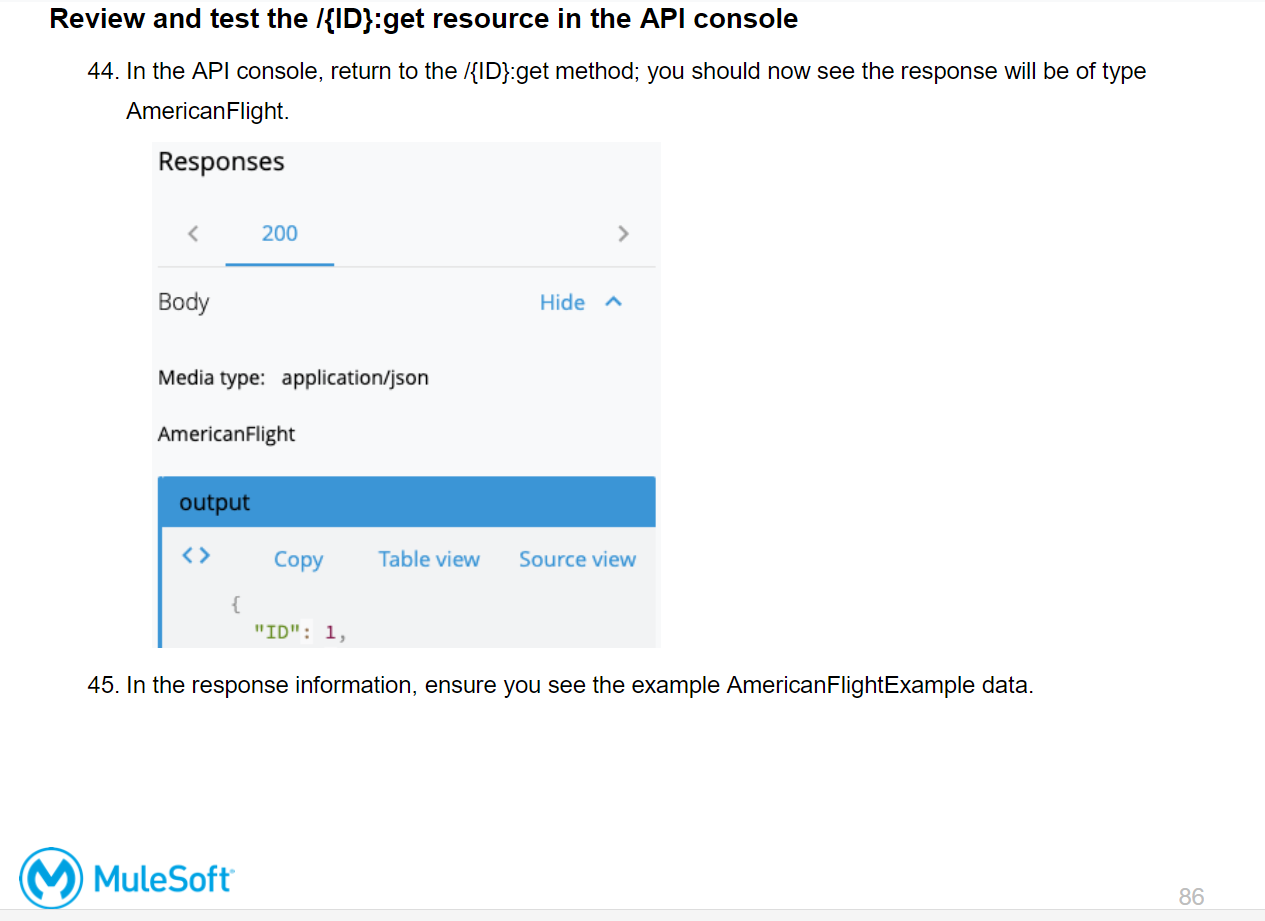 Review and test the /{ID}:get resource in the API console
44. In the API console, return to the /{ID}:get method; you should now see the response will be of type
AmericanFlight.
Responses
200
Body Hide
Media type: application/json
AmericanFlight
output
<> Copy Table view Source view
{
"ID": 1,
45. In the response information, ensure you see the example AmericanFlightExample data.
MuleSoft
86